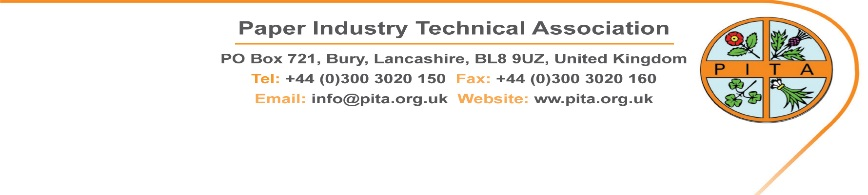 Paper Industry Technical Association
PO Box 721, Bury, Lancashire, BL8 9UZ, United Kingdom
Tel: +44 (0)300 3020 150 Fax: +44 (0)300 3020 160
Email: info@pita.org.uk Website: ww.pita.org.uk
P I T A